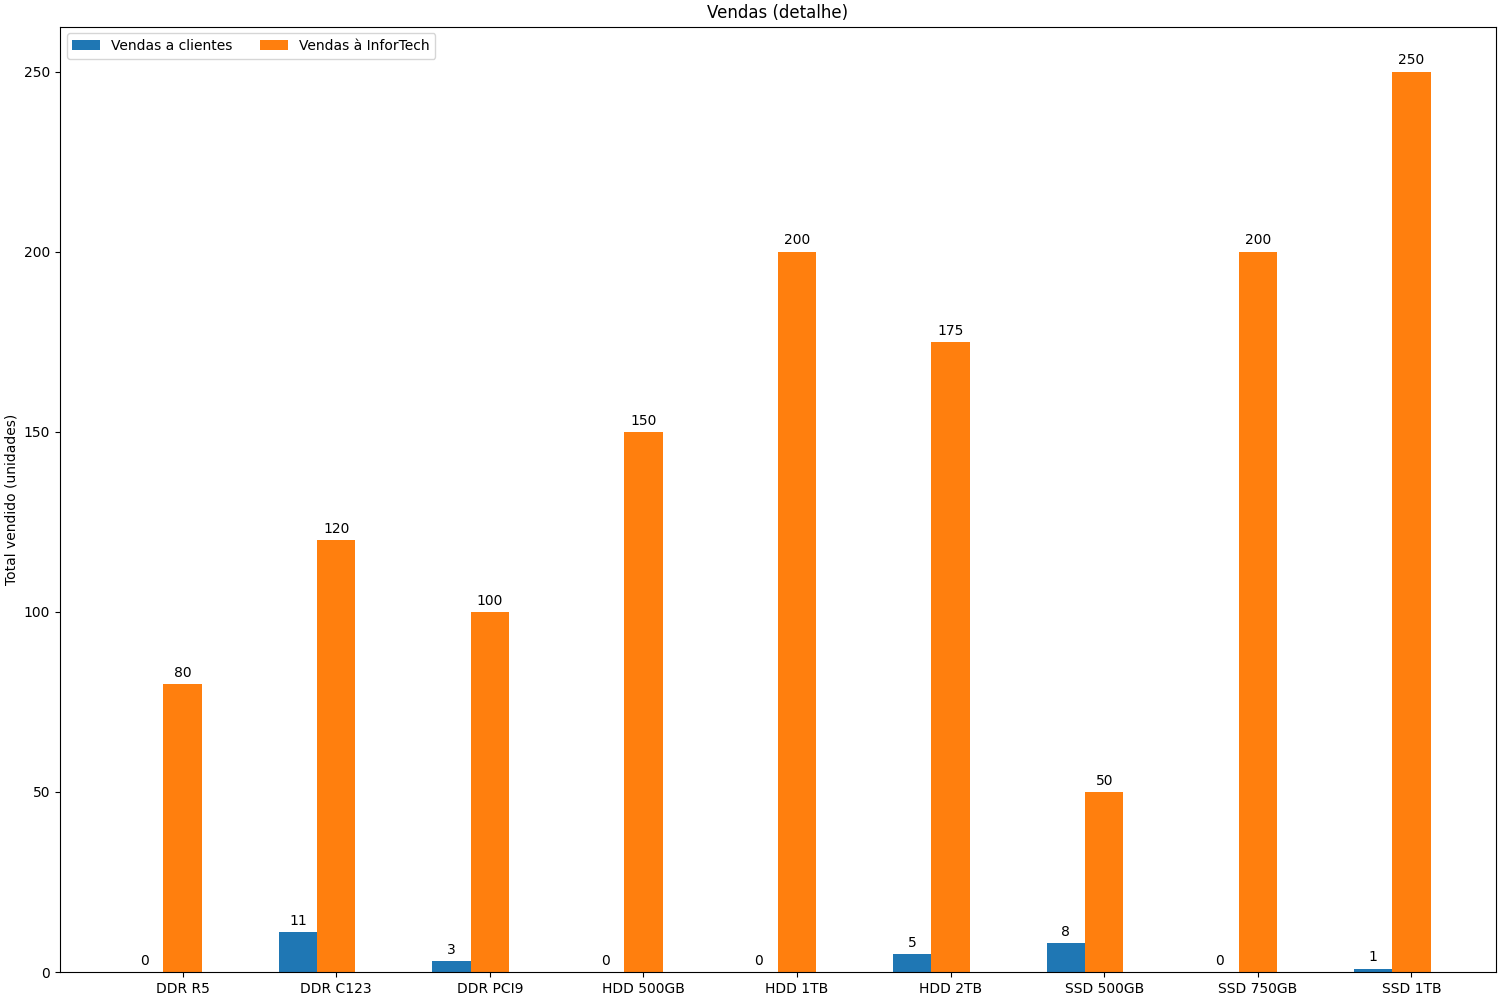 Vendas (detalhe)
Vendas a clientes
Vendas à InforTech
Total vendido (unidades)
250
200
150
100
50
0
0
80
11
120
3
100
0
150
0
200
5
175
8
50
0
200
1
250
DDR R5
DDR C123
DDR PCI9
HDD 500GB
HDD 1TB
HDD 2TB
SSD 500GB
SSD 750GB
SSD 1TB